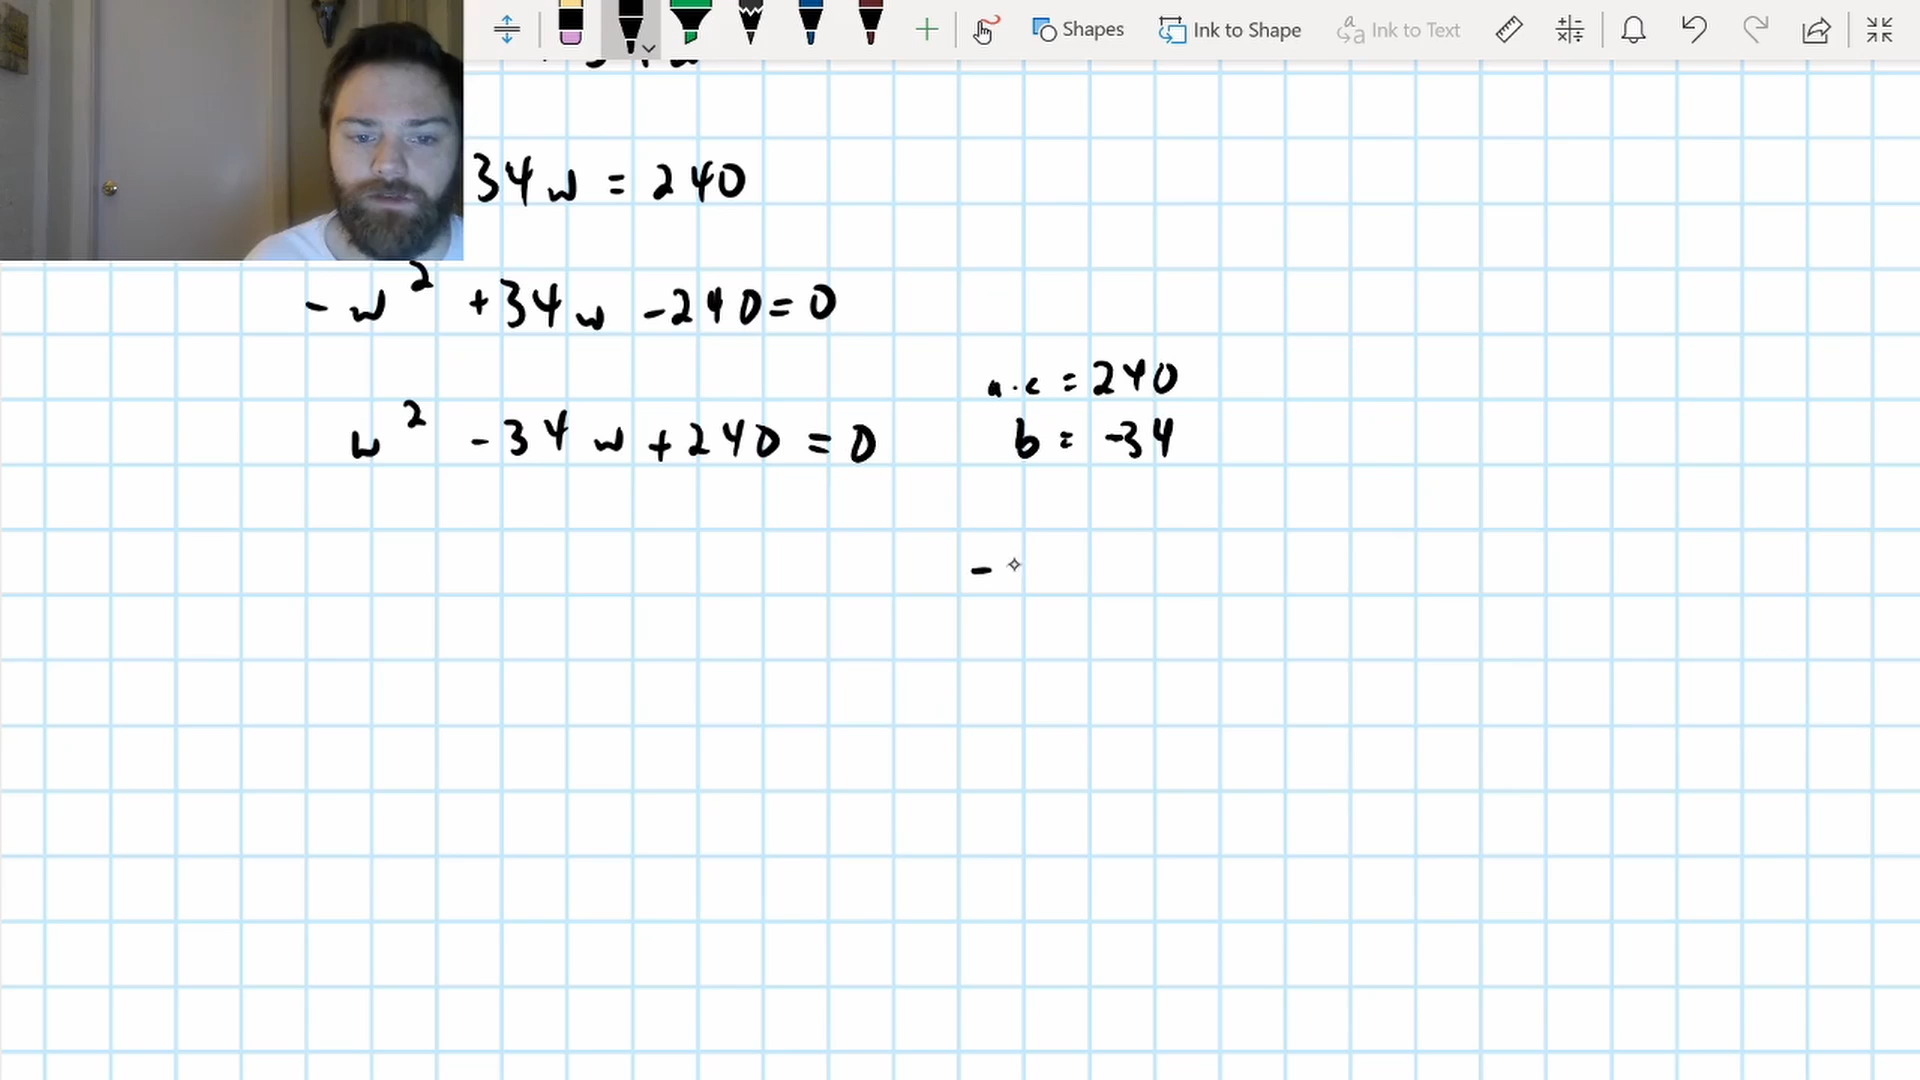 Shapes Ink to Shape Ink to Text
34w = 240
-w² +34w -240=0
a·c = 240
w² -34w +240 = 0 b = -34
-